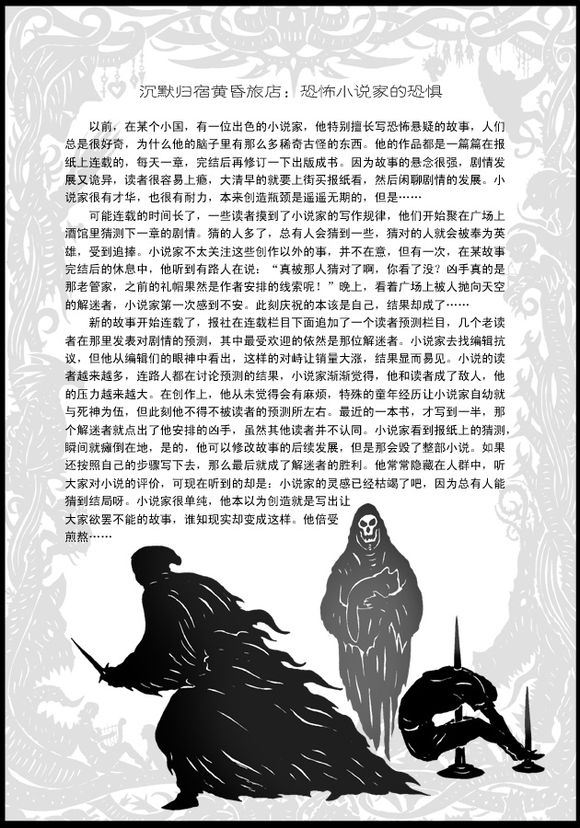 沉默归宿黄昏旅店：恐怖小说家的恐惧
以前，在某个小国，有一位出色的小说家，他特别擅长写恐怖悬疑的故事，人们
总是很好奇，为什么他的脑子里有那么多稀奇古怪的东西。他的作品都是一篇篇在报
纸上连载的，每天一章，完结后再修订一下出版成书。因为故事的悬念很强，剧情发
展又诡异，读者很容易上瘾，大清早的就要上街买报纸看，然后闲聊剧情的发展。小
说家很有才华，也很有耐力，本来创造瓶颈是遥遥无期的，但是……
可能连载的时间长了，一些读者摸到了小说家的写作规律，他们开始聚在广场上
酒馆里猜测下一章的剧情。猜的人多了，总有人会猜到一些，猜对的人就会被奉为英
雄，受到追捧。小说家不太关注这些创作以外的事，并不在意，但有一次，在某故事
完结后的休息中，他听到有路人在说：“真被那人猜对了啊，你看了没？凶手真的是
那老管家，之前的礼帽果然是作者安排的线索呢！”晚上，看着广场上被人抛向天空
的解迷者，小说家第一次感到不安。此刻庆祝的本该是自己，结果却成了……
新的故事开始连载了，报社在连载栏目下面追加了一个读者预测栏目，几个老读
者在那里发表对剧情的预测，其中最受欢迎的依然是那位解迷者。小说家去找编辑抗
议，但他从编辑们的眼神中看出，这样的对峙让销量大涨，结果显而易见。小说的读
者越来越多，连路人都在讨论预测的结果，小说家渐渐觉得，他和读者成了敌人，他
的压力越来越大。在创作上，他从未觉得会有麻烦，特殊的童年经历让小说家自幼就
与死神为伍，但此刻他不得不被读者的预测所左右。最近的一本书，才写到一半，那
个解迷者就点出了他安排的凶手，虽然其他读者并不认同。小说家看到报纸上的猜测，
瞬间就瘫倒在地，是的，他可以修改故事的后续发展，但是那会毁了整部小说。如果
还按照自己的步骤写下去，那么最后就成了解迷者的胜利。他常常隐藏在人群中，听
大家对小说的评价，可现在听到的却是：小说家的灵感已经枯竭了吧，因为总有人能
猜到结局呀。小说家很单纯，他本以为创造就是写出让
大家欲罢不能的故事，谁知现实却变成这样。他倍受
煎熬……